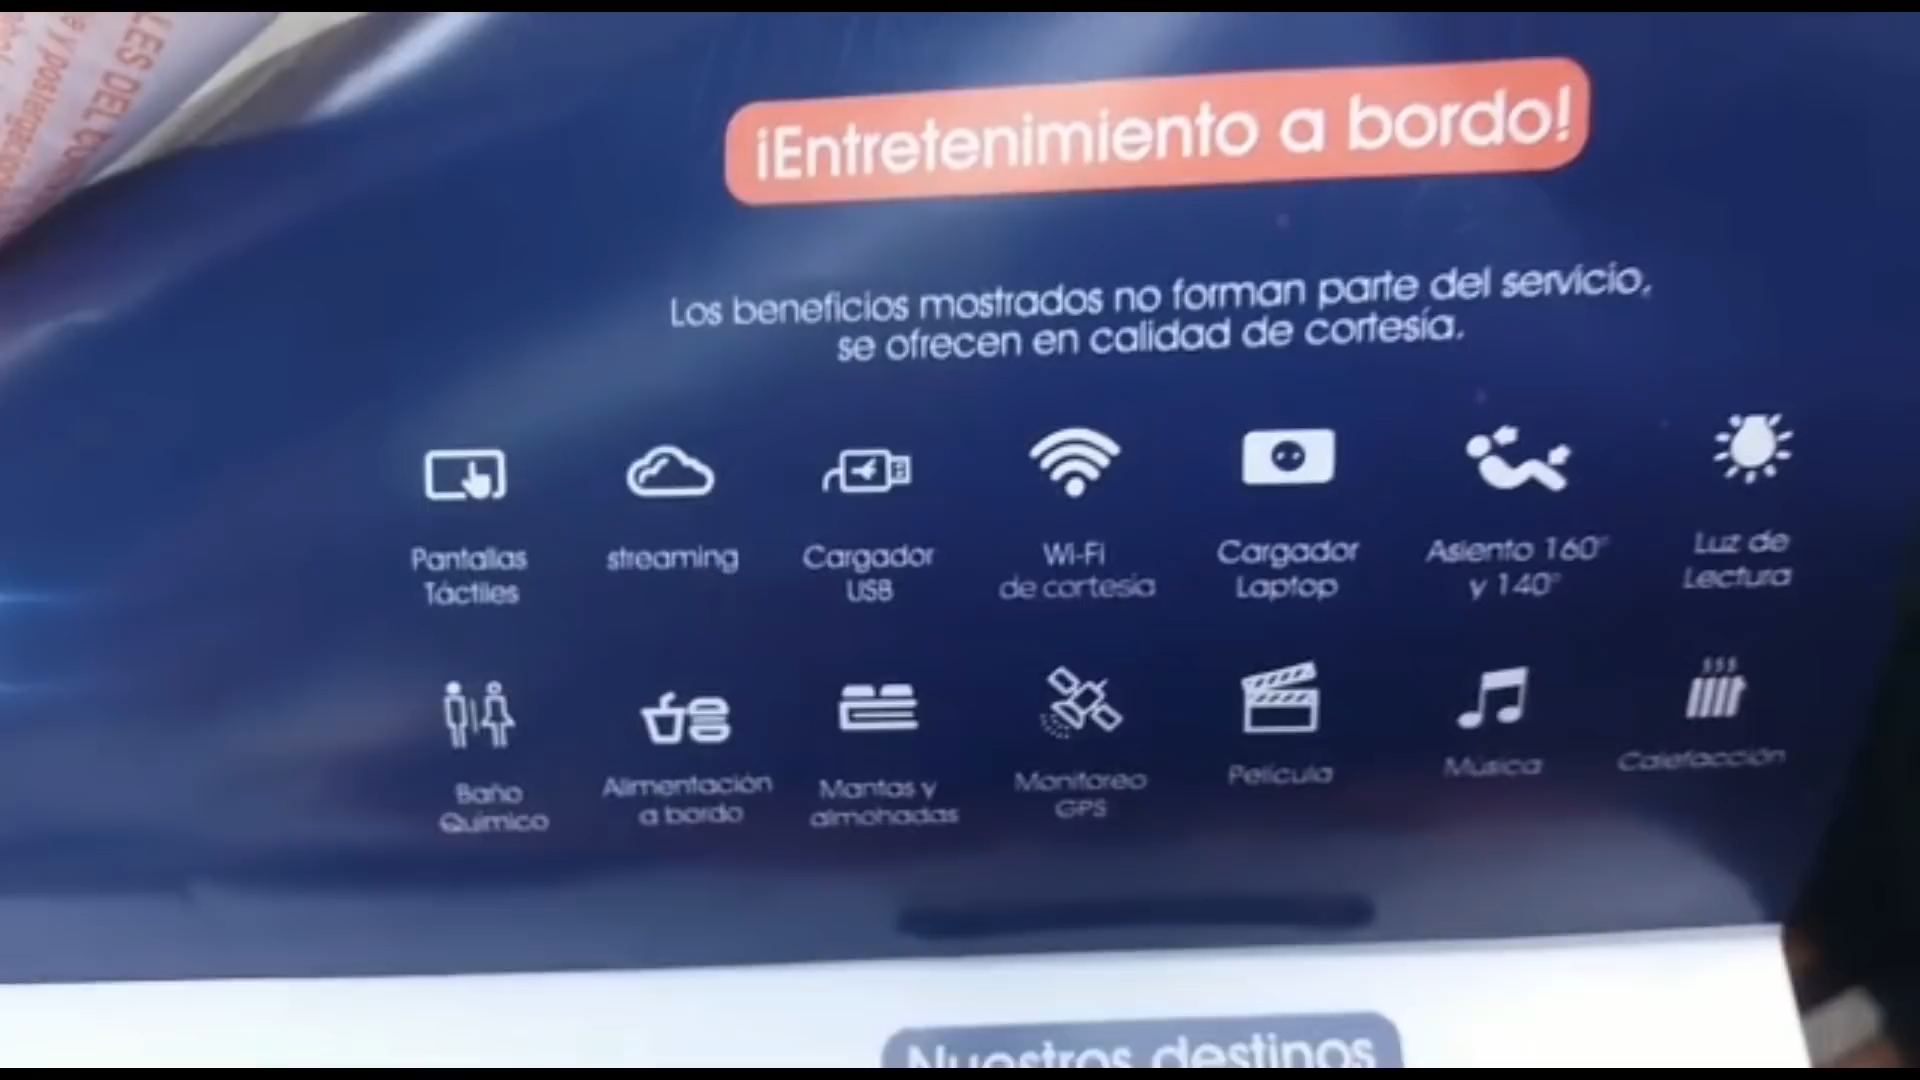 LLES DEL
¡Entretenimiento a bordo!
Los beneficios mostrados no forman parte del servicio,
se ofrecen en calidad de cortesía.
Pantallas
Táctiles
streaming
Cargador
USB
Wi-Fi
de cortesía
Cargador
Laptop
Asiento 160°
y 140°
Luz de
Lectura
Baño
Químico
Alimentación
a bordo
Mantas y
almohadas
Monitoreo
GPS
Película
Música
Calefacción
Nuestros destinos